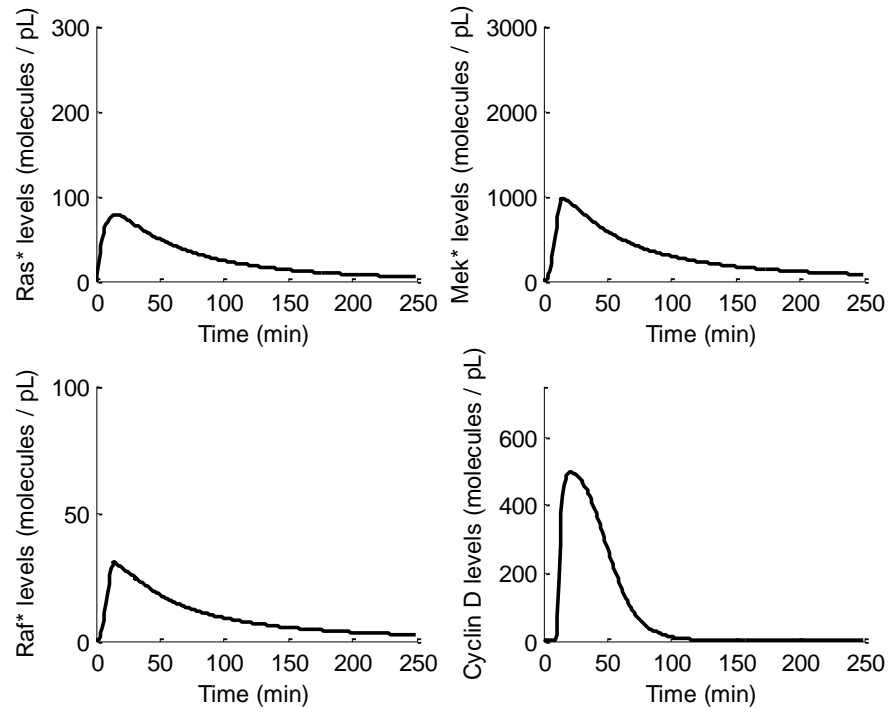 Ras* levels (molecules / pL)
300
200
100
0
0 50 100 150 200 250
Time (min)
Mek* levels (molecules / pL)
3000
2000
1000
0
0 50 100 150 200 250
Time (min)
Raf* levels (molecules / pL)
100
50
0
0 50 100 150 200 250
Time (min)
Cyclin D levels (molecules / pL)
600
400
200
0
0 50 100 150 200 250
Time (min)